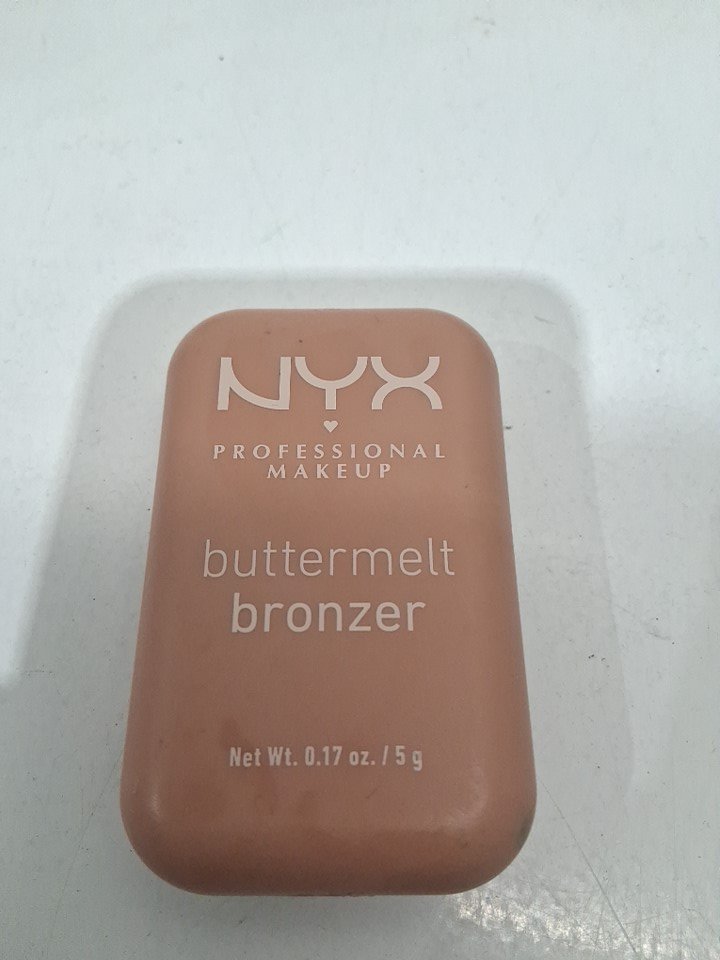 NYX
PROFESSIONAL
MAKEUP
buttermelt
bronzer
Net Wt. 0.17 oz. / 5 g